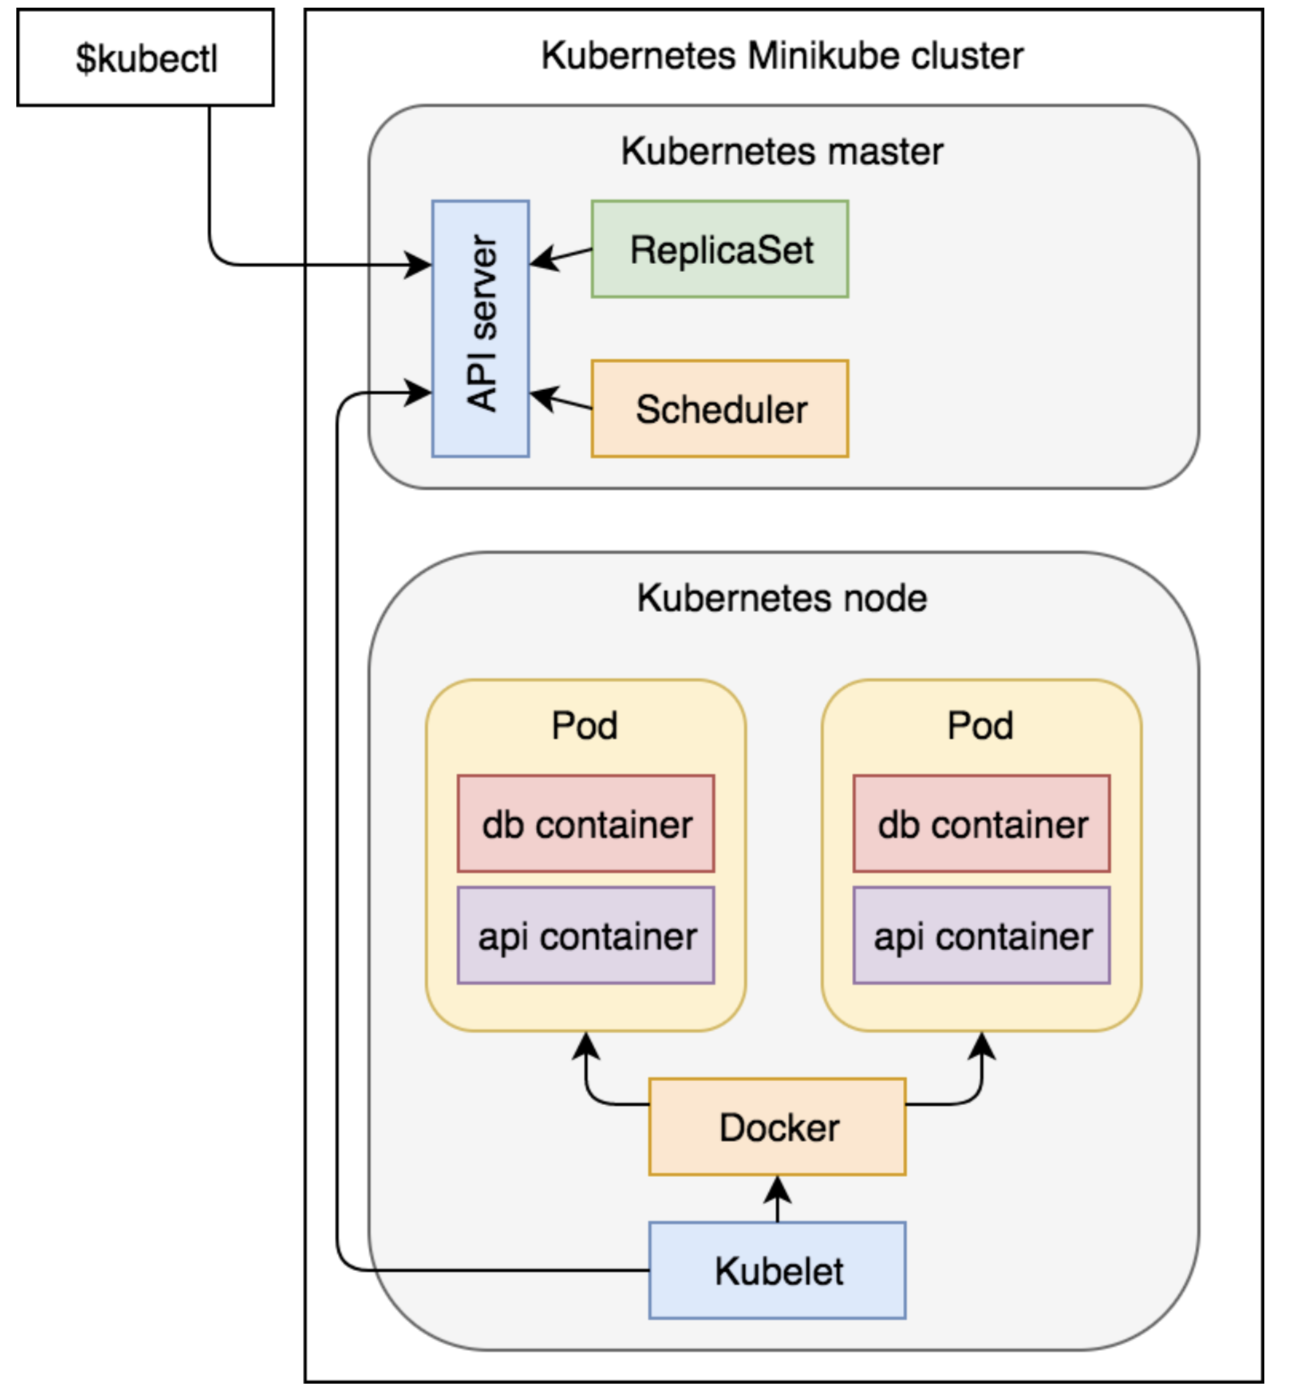 $kubectl
Kubernetes Minikube cluster
Kubernetes master
API server
ReplicaSet
Scheduler
Kubernetes node
Pod
db container
api container
Pod
db container
api container
Docker
Kubelet